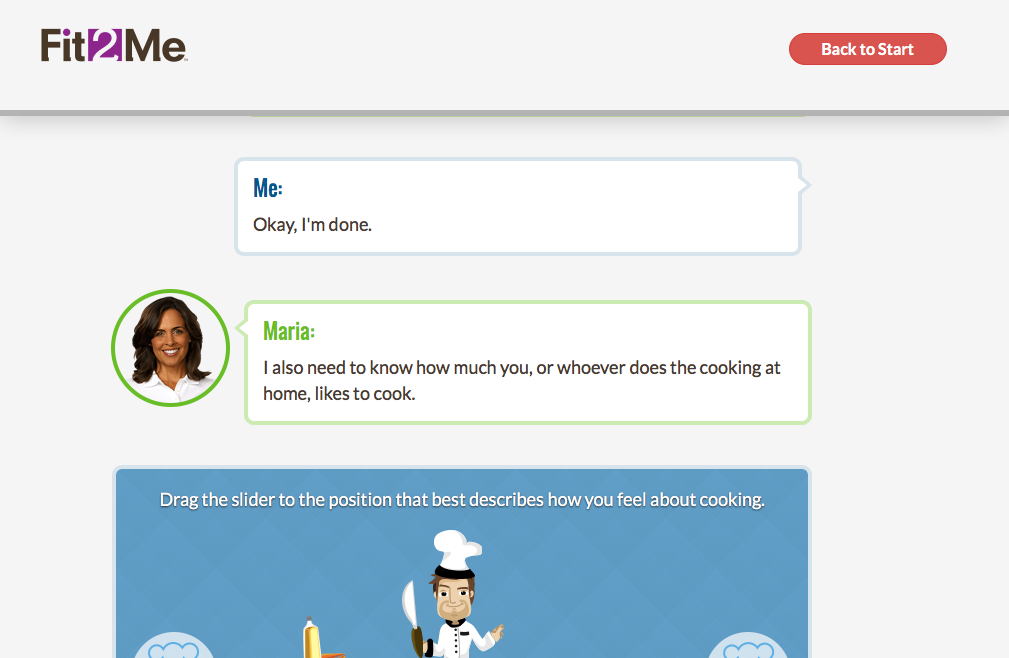 Fit2Me
Back to Start
Me:
Okay, I'm done.
Maria:
I also need to know how much you, or whoever does the cooking at
home, likes to cook.
Drag the slider to the position that best describes how you feel about cooking.